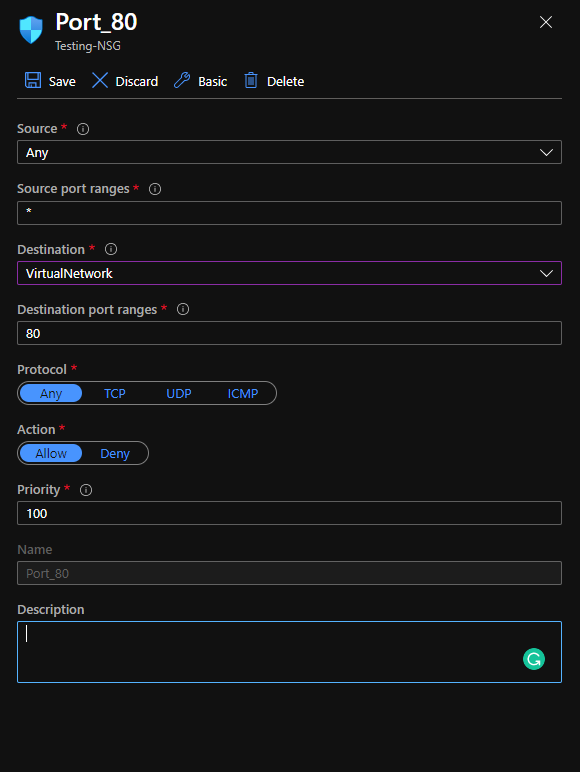 Port_80
Testing-NSG
Save Discard Basic Delete
Source *
Any
Source port ranges *
*
Destination *
VirtualNetwork
Destination port ranges *
80
Protocol *
Any TCP UDP ICMP
Action *
Allow Deny
Priority *
100
Name
Port_80
Description